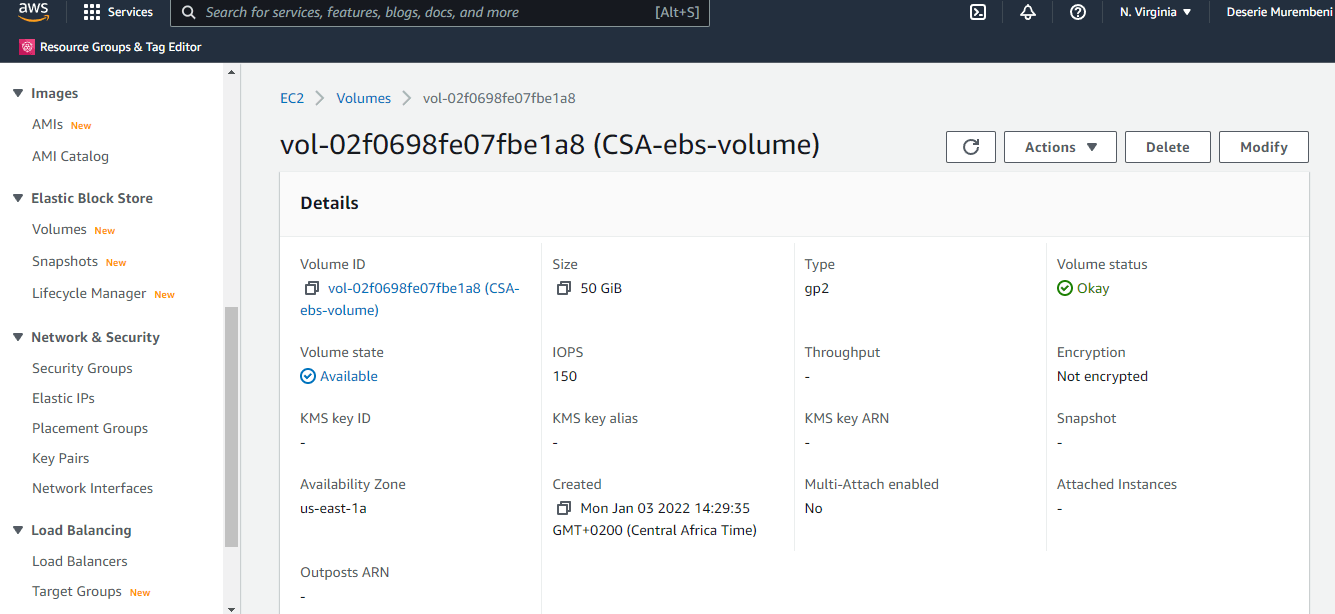 aws
Services
Search for services, features, blogs, docs, and more
[Alt+S]
N. Virginia
Deserie Murembeni
Resource Groups & Tag Editor
Images
AMIs New
AMI Catalog
Elastic Block Store
Volumes New
Snapshots New
Lifecycle Manager New
Network & Security
Security Groups
Elastic IPs
Placement Groups
Key Pairs
Network Interfaces
Load Balancing
Load Balancers
Target Groups New
EC2
Volumes
vol-02f0698fe07fbe1a8
vol-02f0698fe07fbe1a8 (CSA-ebs-volume)
Actions
Delete
Modify
Details
Volume ID
vol-02f0698fe07fbe1a8 (CSA-
ebs-volume)
Size
50 GiB
Type
gp2
Volume status
Okay
Volume state
Available
IOPS
150
Throughput
-
Encryption
Not encrypted
KMS key ID
-
KMS key alias
-
KMS key ARN
-
Snapshot
-
Availability Zone
us-east-1a
Created
Mon Jan 03 2022 14:29:35
GMT+0200 (Central Africa Time)
Multi-Attach enabled
No
Attached Instances
-
Outposts ARN
-